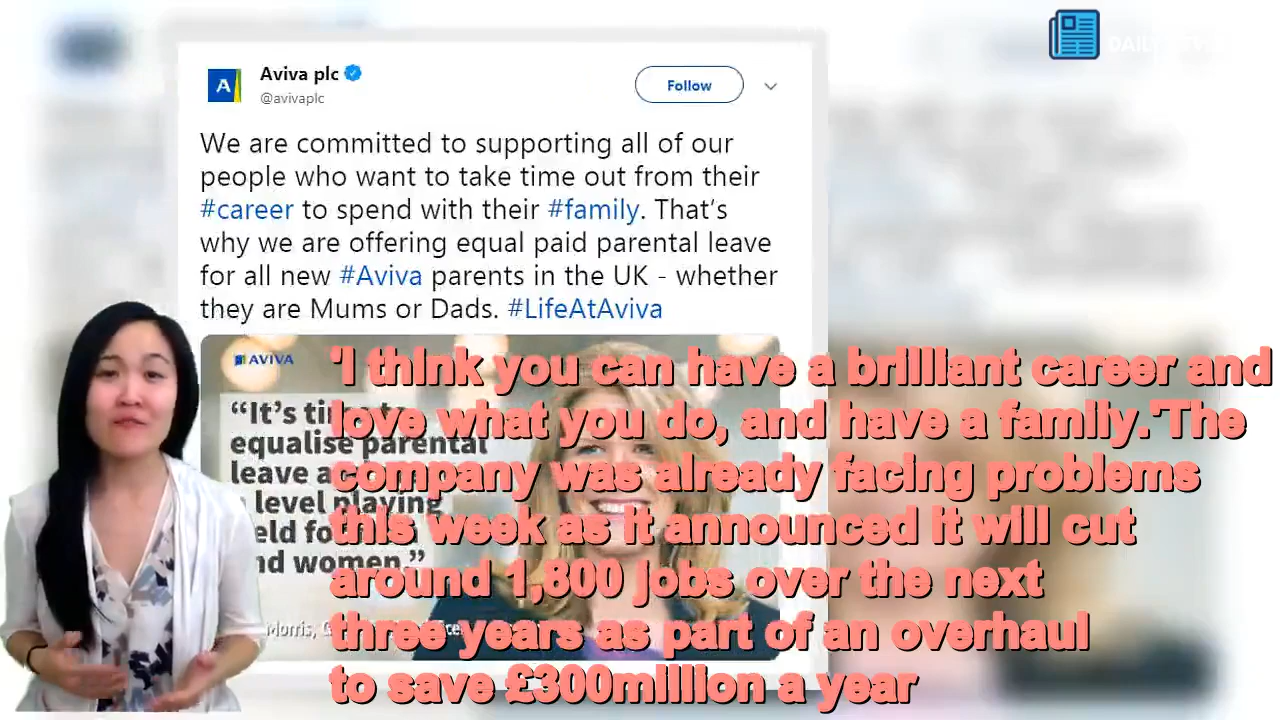 DAILY
Aviva plc
@avivaplc
Follow
We are committed to supporting all of our
people who want to take time out from their
#career to spend with their #family. That's
why we are offering equal paid parental leave
for all new #Aviva parents in the UK - whether
they are Mums or Dads. #LifeAtAviva
A
AVIVA
“It’s time to
equalise parental
leave a
level playing
eld fo
nd women.”
Morris,
'I think you can have a brilliant career and
love what you do, and have a family.'The
company was already facing problems
this week as it announced it will cut
around 1,800 jobs over the next
three years as part of an overhaul
to save £300million a year